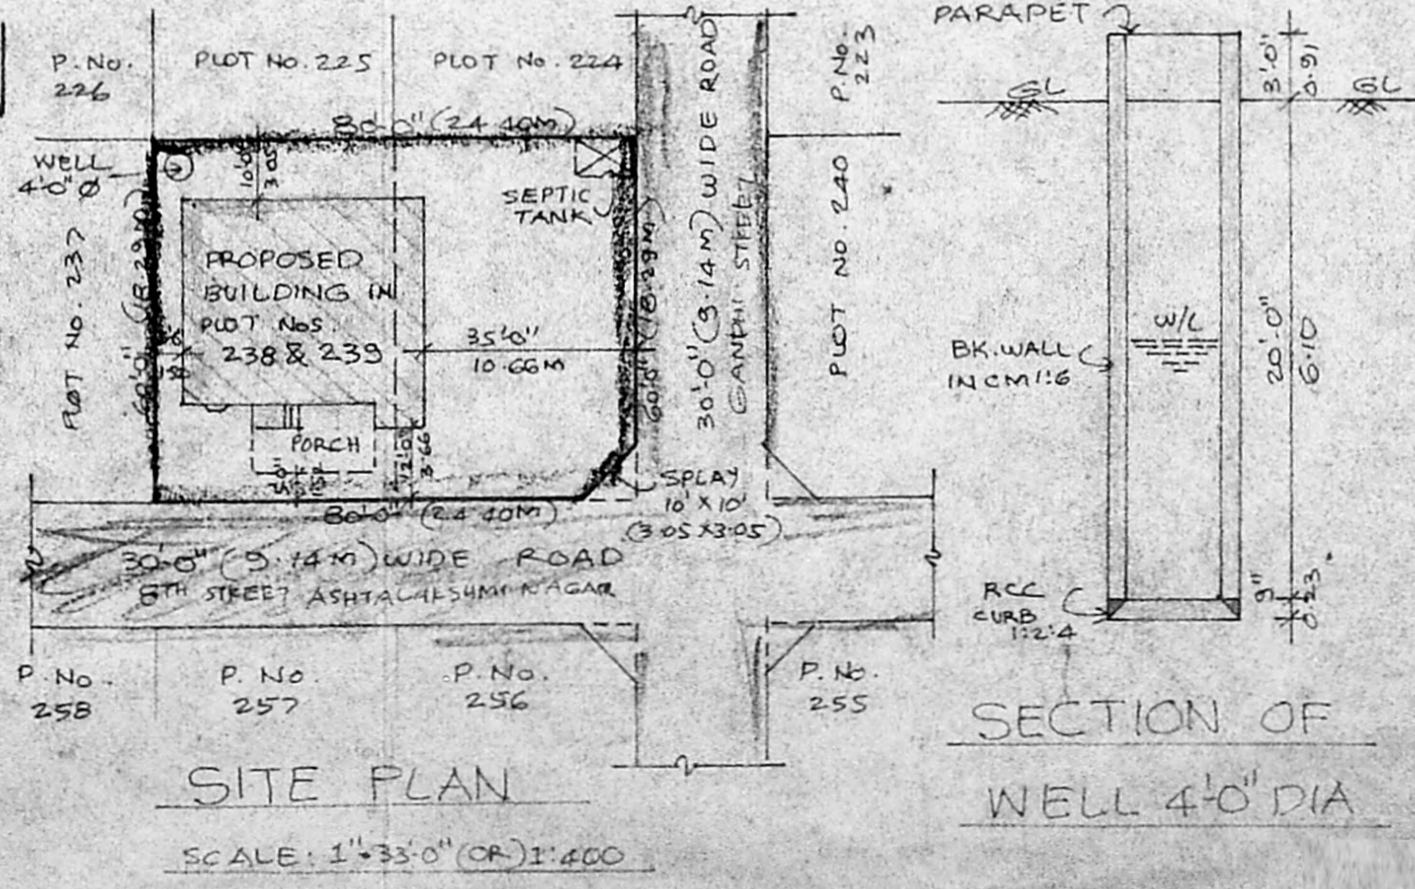 P.No.
226
PLOT No. 225
PLOT No. 224
80'-0" (24.40M)
WELL
4'-0" Ø
10'-0"
3.05
SEPTIC
TANK
PLOT No. 237
60'-0" (18.29M)
PROPOSED
BUILDING IN
PLOT Nos.
238 & 239
35'-0"
10.66M
60'-0" (18.29M)
PORCH
5'-0"
1.52
12'-0"
3.66
80'-0" (24.40M)
30'-0" (3.14M) WIDE ROAD
GANDHI STREET
P.No.
223
PLOT No. 240
SPLAY
10' X 10'
(3.05 X 3.05)
30'-0" (9.14M) WIDE ROAD
8TH STREET ASHTALAKSHMI NAGAR
P. No.
258
P. No.
257
P. No.
256
P. No.
255
SITE PLAN
SCALE: 1"=33'-0" (OR) 1:400
PARAPET
GL
GL
3'-0"
0.91
W/L
BK. WALL
IN CM 1:6
20'-0"
6.10
RCC
CURB
1:2:4
9"
0.23
SECTION OF
WELL 4'-0" DIA